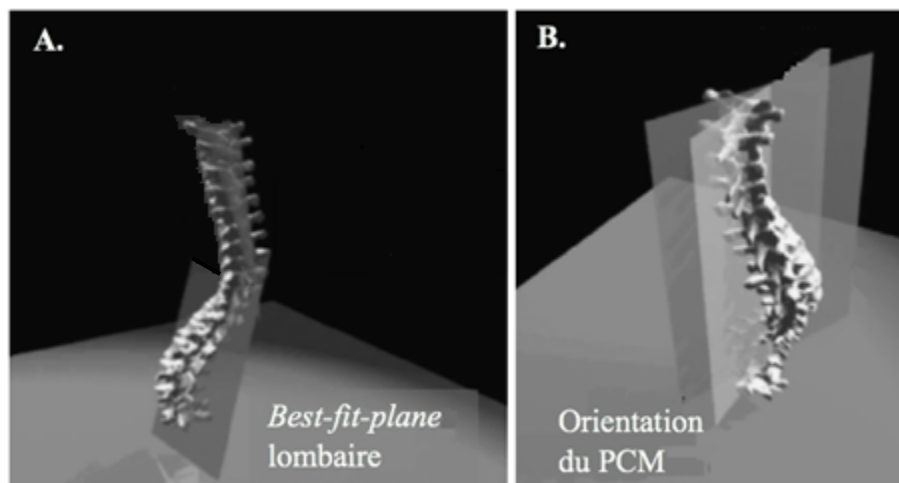 A.
B.
Best-fit-plane
lombaire
Orientation
du PCM